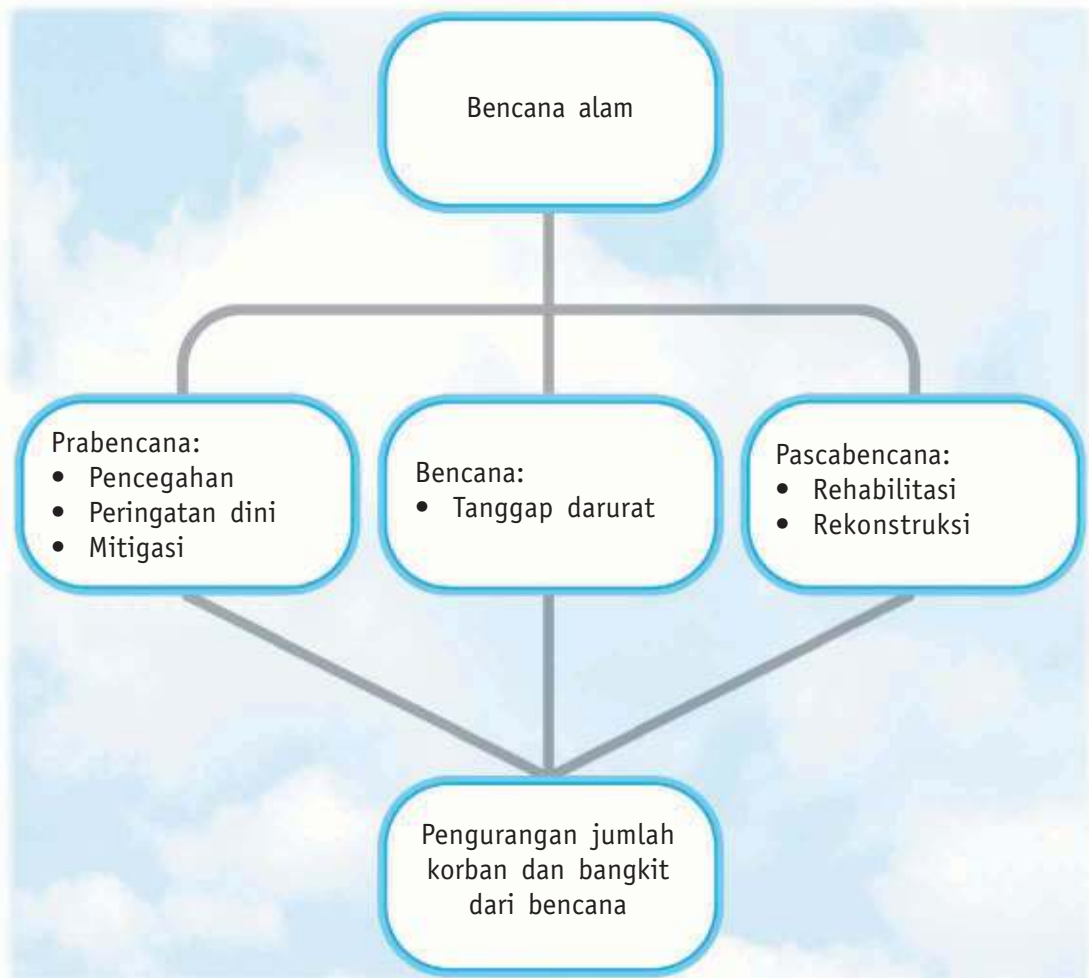 Bencana alam
Prabencana:
• Pencegahan
• Peringatan dini
• Mitigasi
Bencana:
• Tanggap darurat
Pascabencana:
• Rehabilitasi
• Rekonstruksi
Pengurangan jumlah
korban dan bangkit
dari bencana